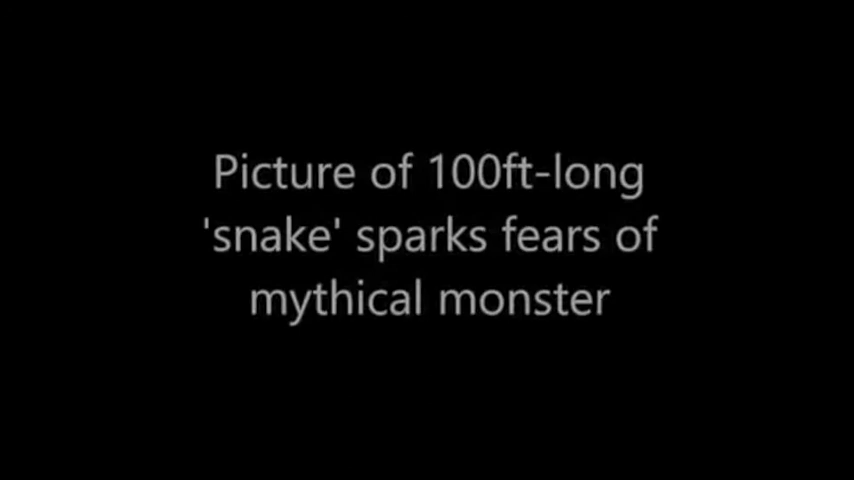 Picture of 100ft-long
'snake' sparks fears of
mythical monster